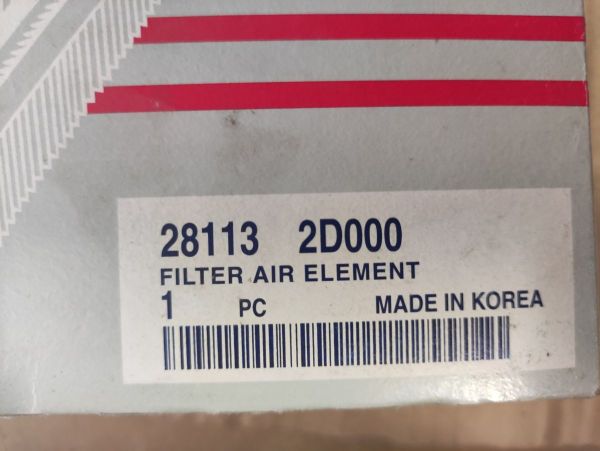 28113 2D000
FILTER AIR ELEMENT
1 PC MADE IN KOREA